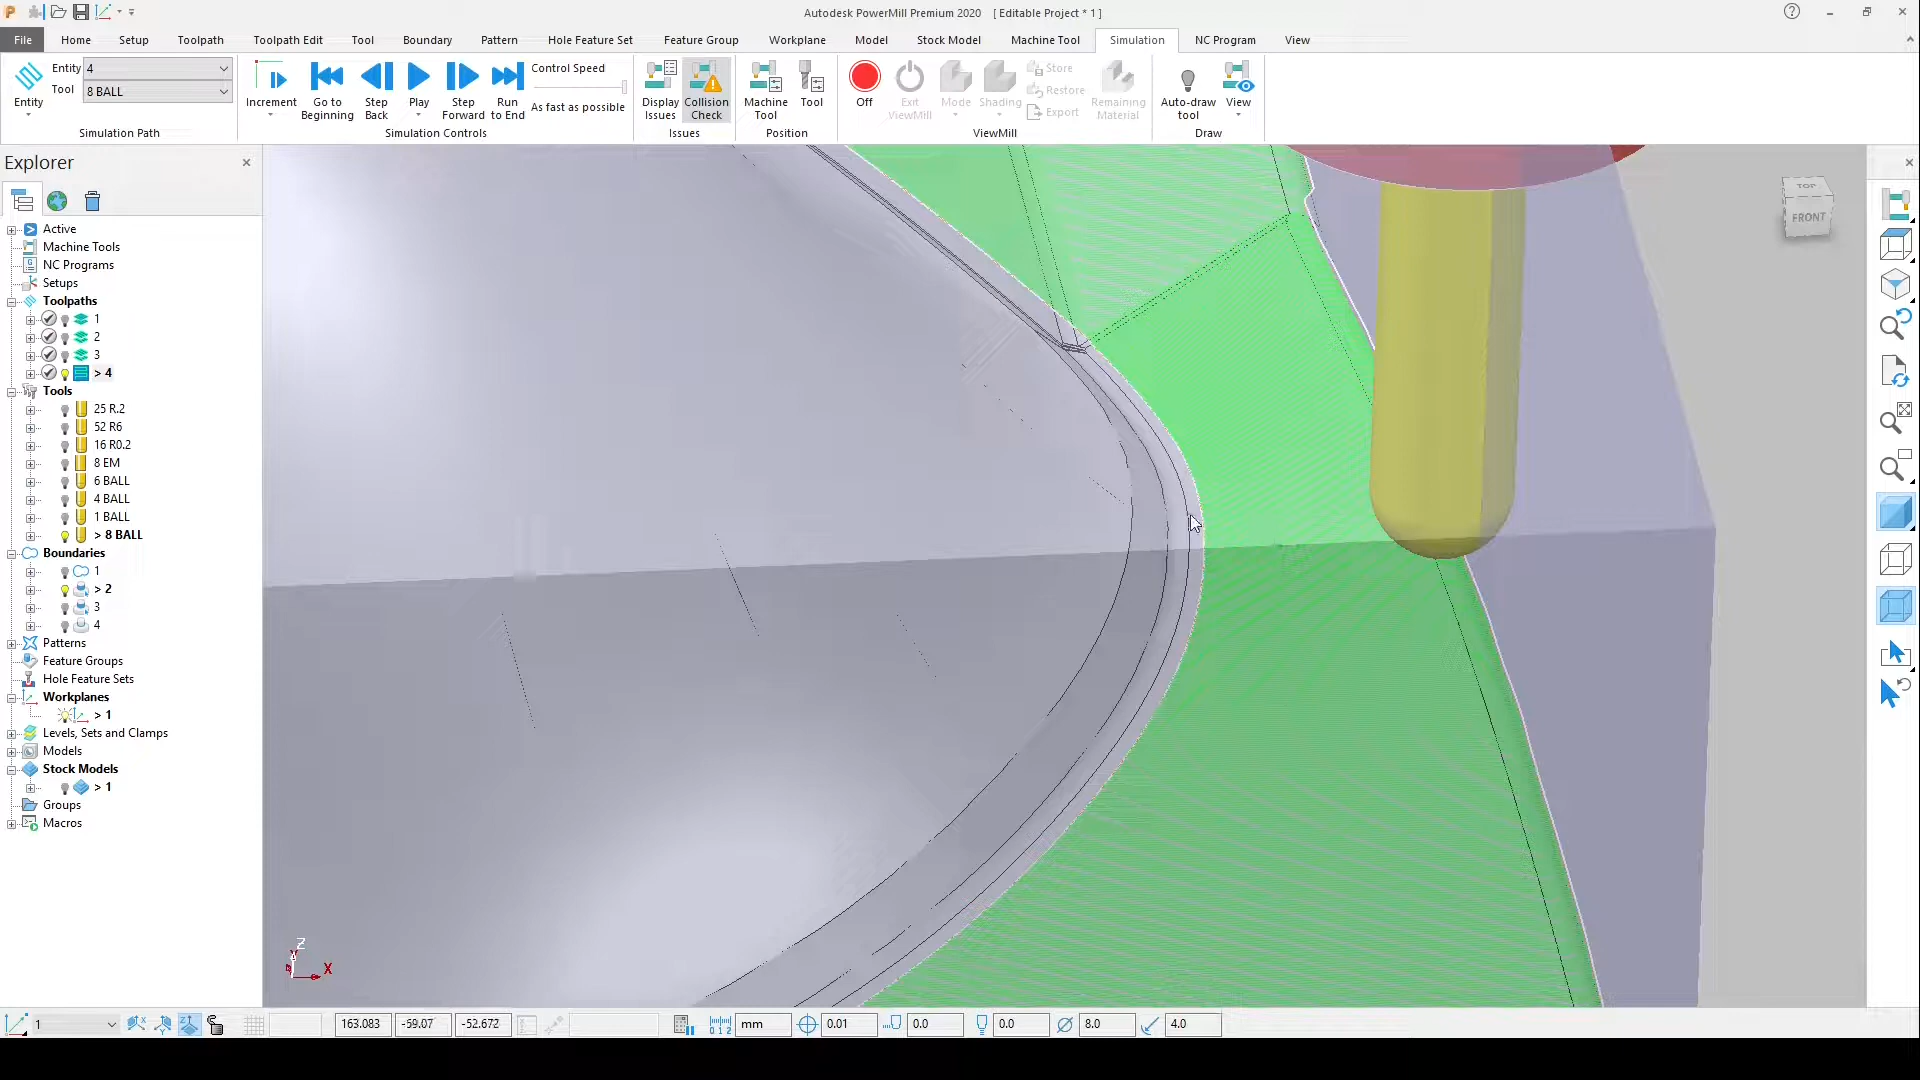 Autodesk PowerMill Premium 2020 [ Editable Project * 1 ]
File Home Setup Toolpath Toolpath Edit Tool Boundary Pattern Hole Feature Set Feature Group Workplane Model Stock Model Machine Tool Simulation NC Program View
Entity
Entity 4
Tool 8 BALL
Simulation Path
Increment
Go to Beginning
Step Back
Play
Step Forward
Run to End
Control Speed
As fast as possible
Simulation Controls
Display Issues
Collision Check
Issues
Machine Tool
Tool
Position
Off
Exit ViewMill
Mode
Shading
Store
Restore
Export
Remaining Material
ViewMill
Auto-draw tool
View
Draw
Explorer
Active
Machine Tools
NC Programs
Setups
Toolpaths
1
2
3
> 4
Tools
25 R.2
52 R6
16 R0.2
8 EM
6 BALL
4 BALL
1 BALL
> 8 BALL
Boundaries
1
> 2
3
4
Patterns
Feature Groups
Hole Feature Sets
Workplanes
> 1
Levels, Sets and Clamps
Models
Stock Models
> 1
Groups
Macros
TOP
FRONT
Z
X
1 163.083 -59.07 -52.672 mm 0.01 0.0 0.0 8.0 4.0